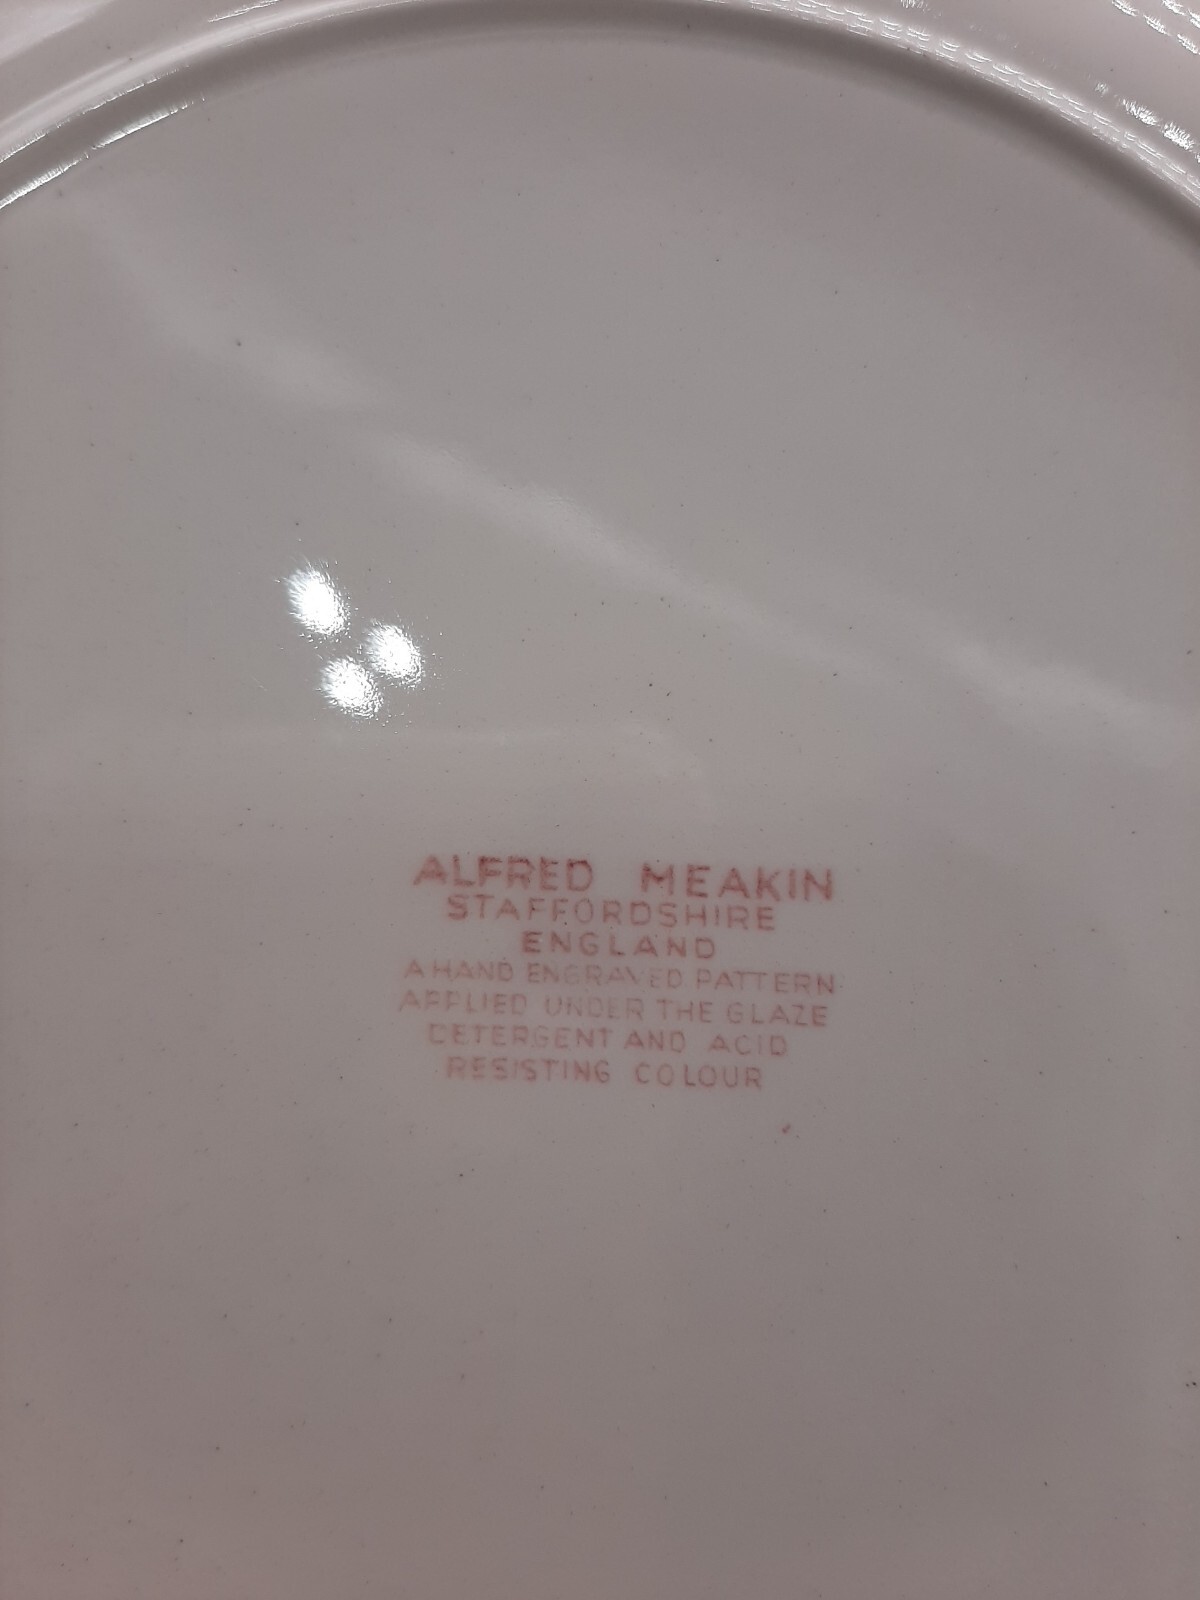 ALFRED MEAKIN
STAFFORDSHIRE
ENGLAND
A HAND ENGRAVED PATTERN
APPLIED UNDER THE GLAZE
DETERGENT AND ACID
RESISTING COLOUR